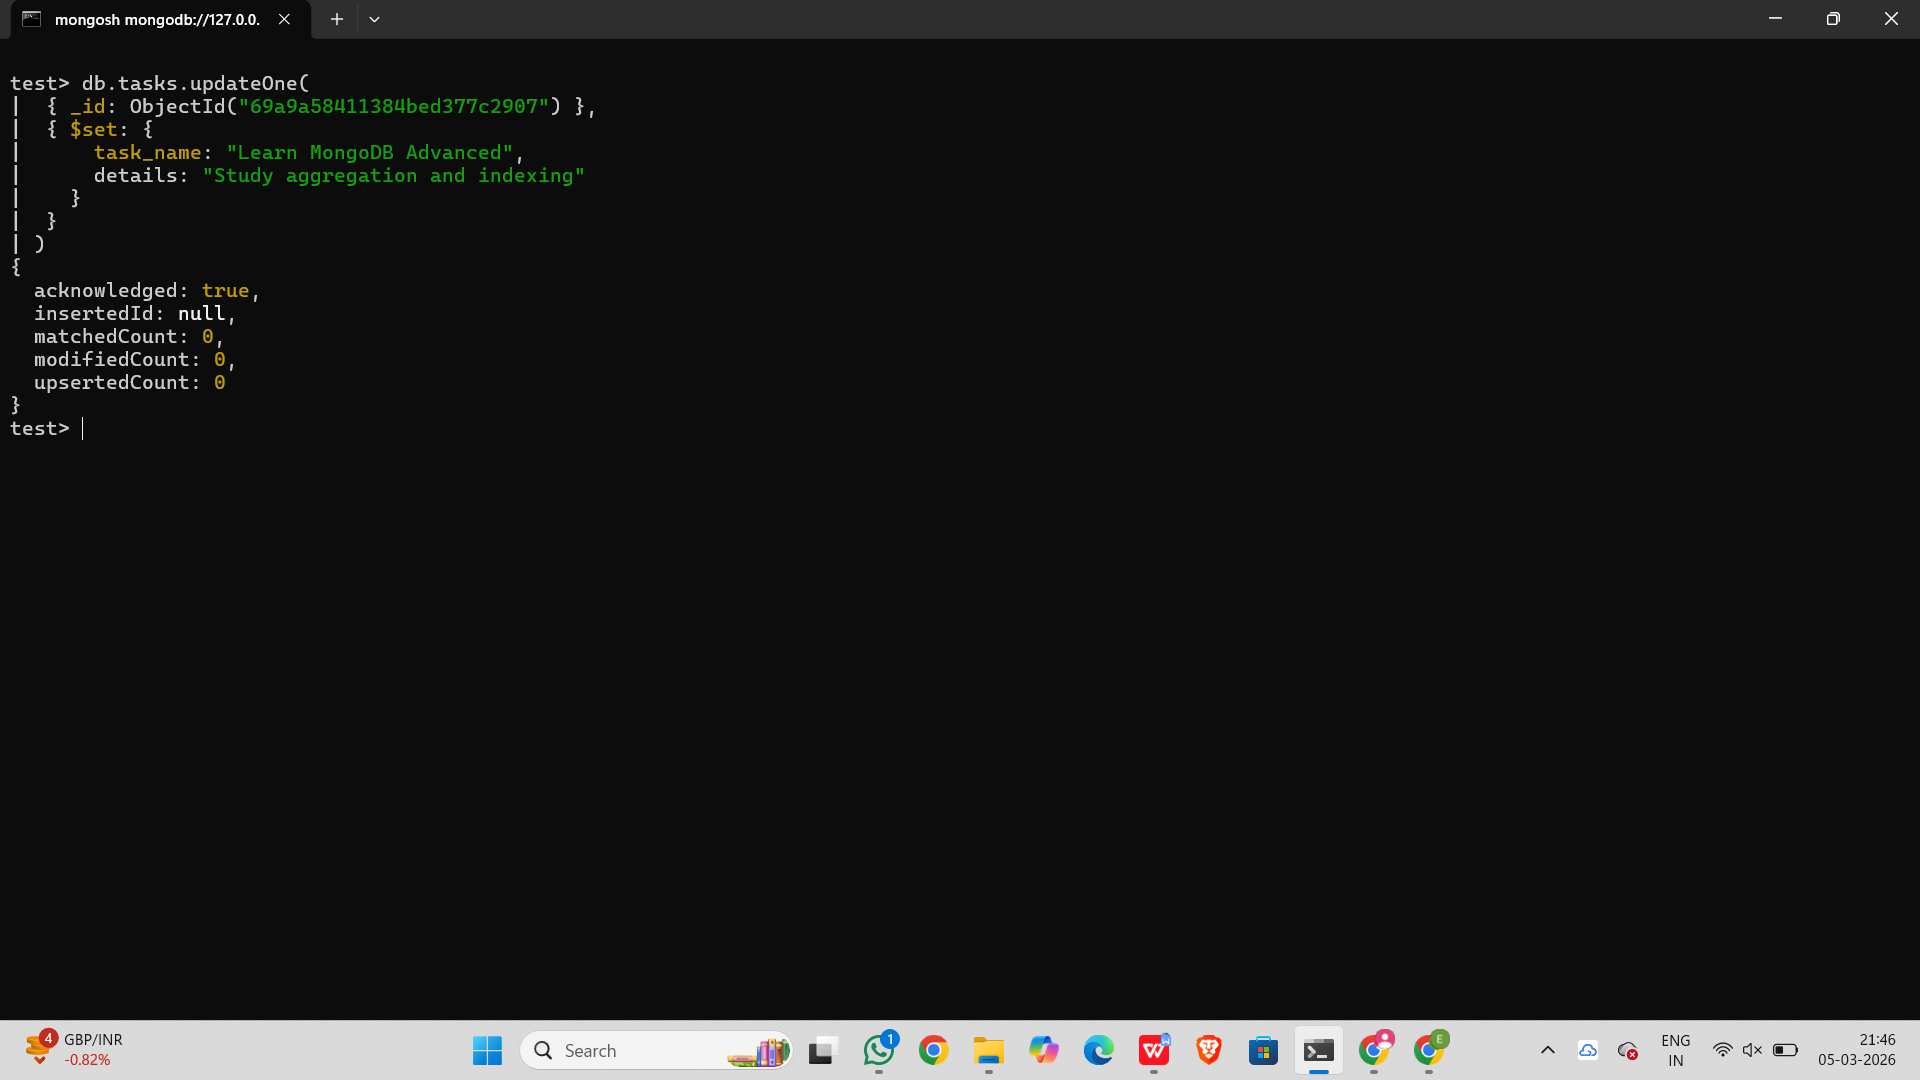 mongosh mongodb://127.0.0.
test> db.tasks.updateOne(
|  { _id: ObjectId("69a9a58411384bed377c2907") },
|  { $set: {
|      task_name: "Learn MongoDB Advanced",
|      details: "Study aggregation and indexing"
|    }
|  }
| )
{
  acknowledged: true,
  insertedId: null,
  matchedCount: 0,
  modifiedCount: 0,
  upsertedCount: 0
}
test>
4
GBP/INR
-0.82%
Search
1
W
E
ENG
IN
21:46
05-03-2026